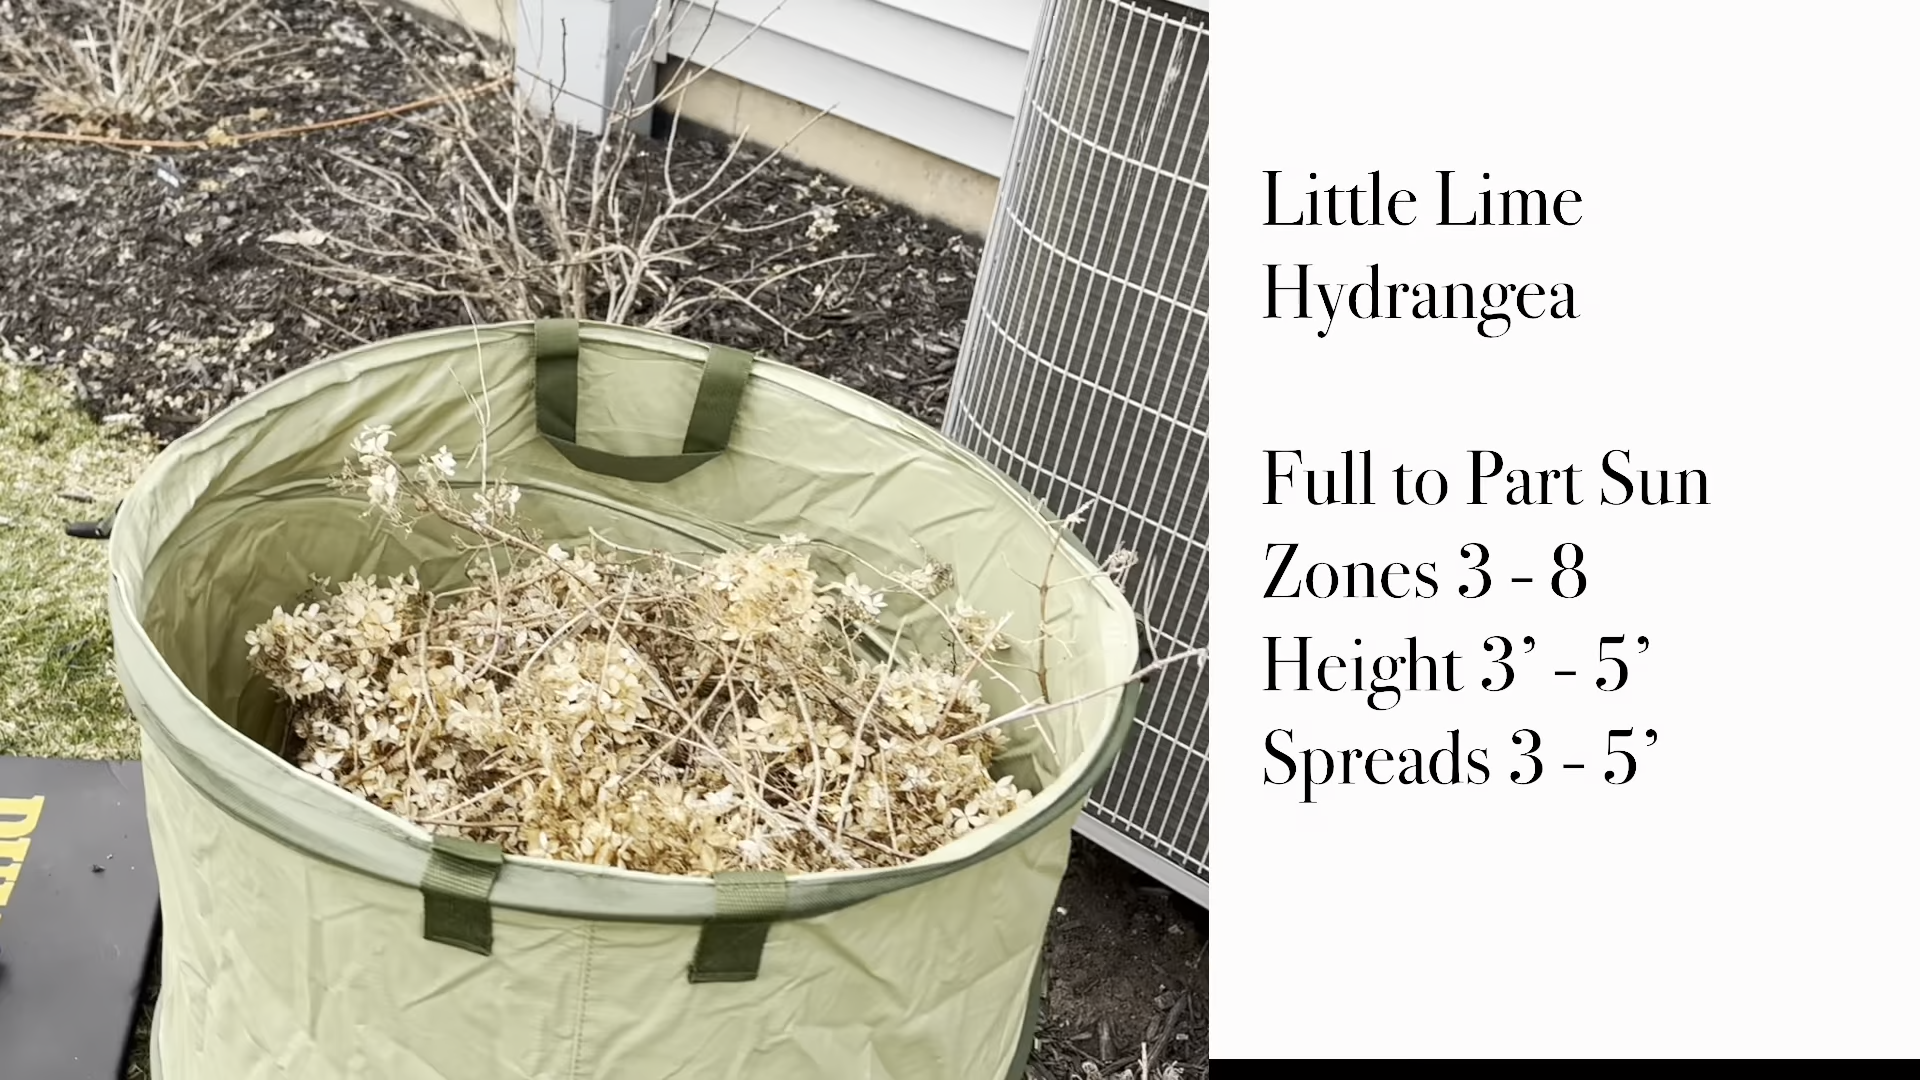 Little Lime
Hydrangea
Full to Part Sun
Zones 3 - 8
Height 3’ - 5’
Spreads 3 - 5’